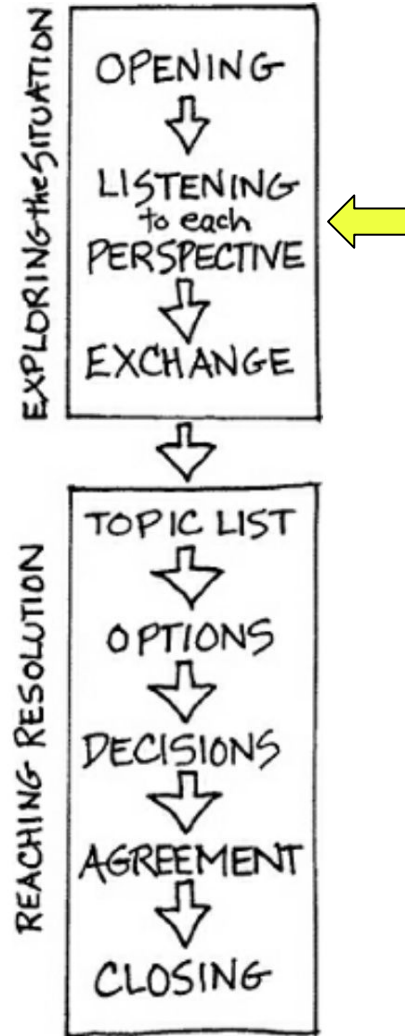 EXPLORING the SITUATION
OPENING
LISTENING
to each
PERSPECTIVE
EXCHANGE
REACHING RESOLUTION
TOPIC LIST
OPTIONS
DECISIONS
AGREEMENT
CLOSING